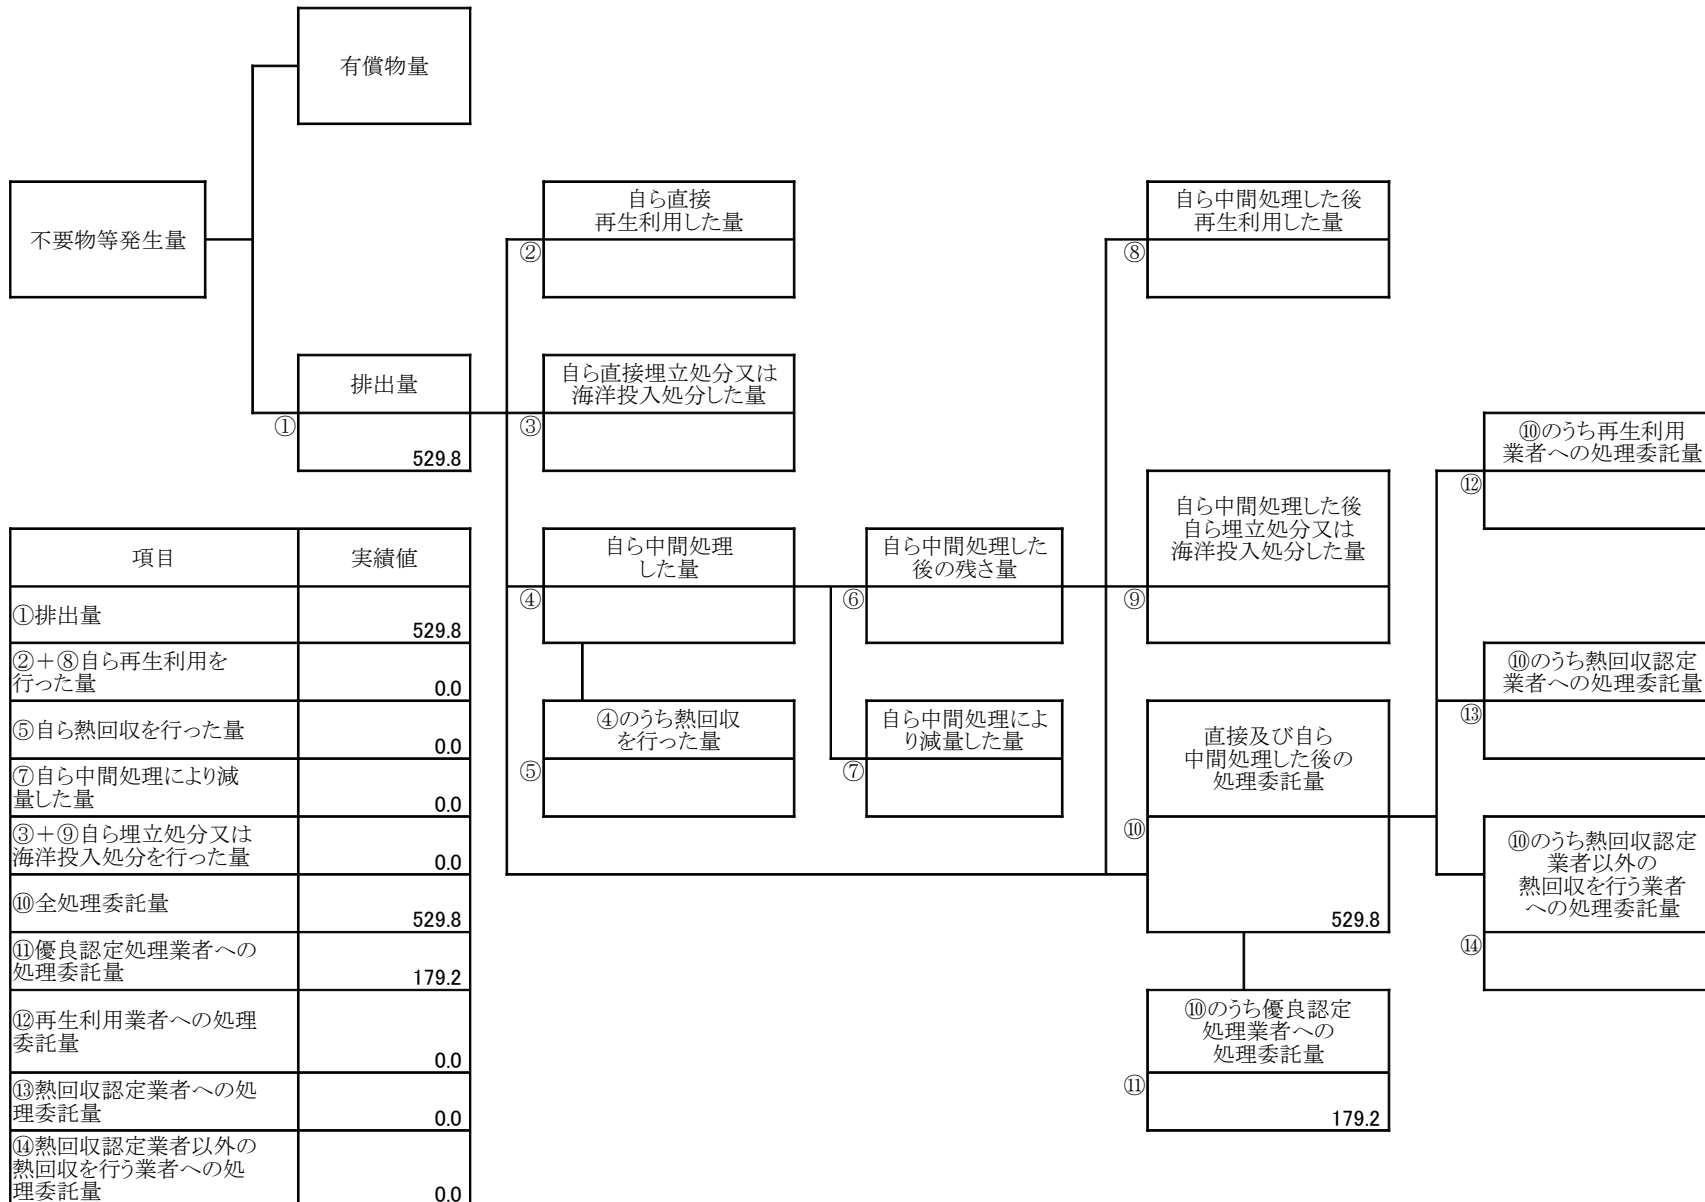 有償物量
不要物等発生量
自ら直接
再生利用した量
②
自ら中間処理した後
再生利用した量
⑧
排出量
①
529.8
自ら直接埋立処分又は
海洋投入処分した量
③
⑩のうち再生利用
業者への処理委託量
⑫
自ら中間処理
した量
④
自ら中間処理した
後の残さ量
⑥
自ら中間処理した後
自ら埋立処分又は
海洋投入処分した量
⑨
④のうち熱回収
を行った量
⑤
自ら中間処理によ
り減量した量
⑦
直接及び自ら
中間処理した後の
処理委託量
⑩
529.8
⑩のうち熱回収認定
業者への処理委託量
⑬
⑩のうち熱回収認定
業者以外の
熱回収を行う業者
への処理委託量
⑭
⑩のうち優良認定
処理業者への
処理委託量
⑪
179.2
項目 実績値
①排出量
529.8
②+⑧自ら再生利用を
行った量
0.0
⑤自ら熱回収を行った量
0.0
⑦自ら中間処理により減
量した量
0.0
③+⑨自ら埋立処分又は
海洋投入処分を行った量
0.0
⑩全処理委託量
529.8
⑪優良認定処理業者への
処理委託量
179.2
⑫再生利用業者への処理
委託量
0.0
⑬熱回収認定業者への処
理委託量
0.0
⑭熱回収認定業者以外の
熱回収を行う業者への処
理委託量
0.0